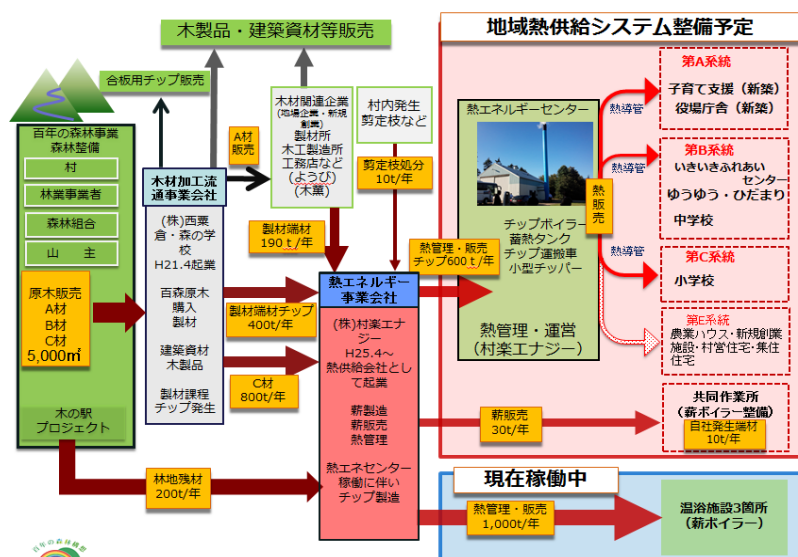 木製品・建築資材等販売
合板用チップ販売
百年の森林事業
森林整備
村
林業事業者
森林組合
山　主
原木販売
A材
B材
C材
5,000㎥
木の駅
プロジェクト
木材加工流
通事業会社
(株)西粟
倉・森の学
校
H21.4起業
百森原木
購入
製材
建築資材
木製品
製材課程
チップ発生
A材
販売
木材関連企業
(地場企業・新規
創業)
製材所
木工製造所
工務店など
(ようび)
(木薫)
村内発生
剪定枝など
剪定枝処分
10t/年
製材端材
190ｔ/年
製材端材チップ
400t/年
C材
800t/年
林地残材
200t/年
熱エネルギー
事業会社
(株)村楽エナ
ジー
H25.4～
熱供給会社とし
て起業
薪製造
薪販売
熱管理
熱エネセンター
稼働に伴い
チップ製造
熱管理・販売
チップ600ｔ/年
地域熱供給システム整備予定
熱エネルギーセンター
チップボイラー
蓄熱タンク
チップ運搬車
小型チッパー
熱管理・運営
(村楽エナジー)
熱
販
売
熱導管
熱導管
熱導管
第A系統
子育て支援（新築）
役場庁舎（新築）
第B系統
いきいきふれあい
センター
ゆうゆう・ひだまり
中学校
第C系統
小学校
第E系統
農業ハウス・新規創業
施設・村営住宅・集住
住宅
共同作業所
（薪ボイラー整備）
自社発生端材
10t/年
薪販売
30t/年
現在稼働中
熱管理・販売
1,000t/年
温浴施設3箇所
（薪ボイラー）
百年の森林構想